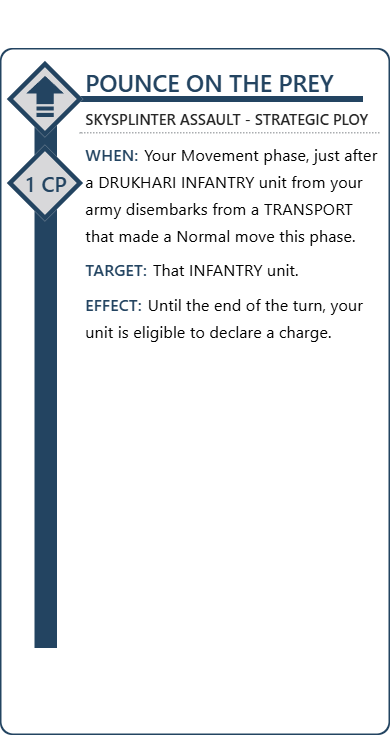 POUNCE ON THE PREY
SKYSPLINTER ASSAULT - STRATEGIC PLOY
1 CP
WHEN: Your Movement phase, just after
a DRUKHARI INFANTRY unit from your
army disembarks from a TRANSPORT
that made a Normal move this phase.
TARGET: That INFANTRY unit.
EFFECT: Until the end of the turn, your
unit is eligible to declare a charge.